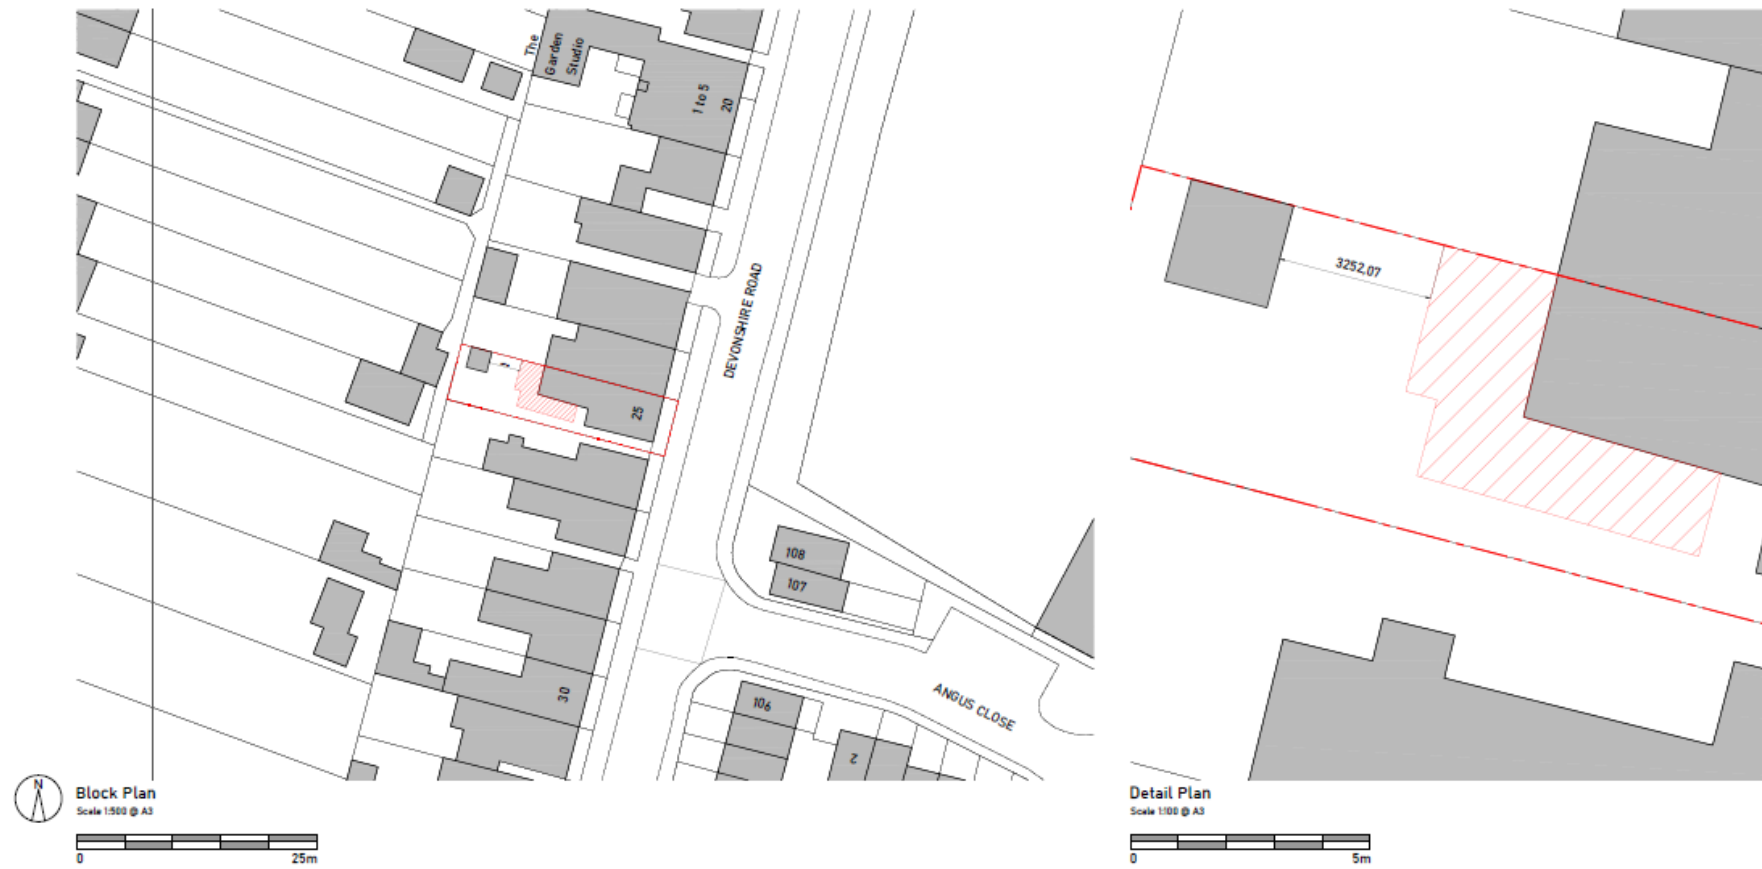 The
Garden
Studio
1 to 5
20
DEVONSHIRE ROAD
25
108
107
30
106
2
ANGUS CLOSE
3252,07
N
Block Plan
Scale 1:500 @ A3
0
25m
Detail Plan
Scale 1:100 @ A3
0
5m